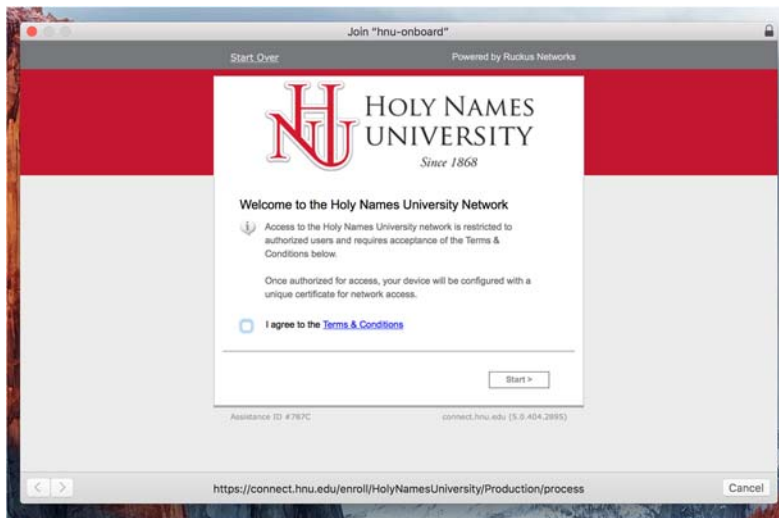 Join "hnu-onboard"
Start Over
Powered by Ruckus Networks
HNU
HOLY NAMES
UNIVERSITY
Since 1868
Welcome to the Holy Names University Network
Access to the Holy Names University network is restricted to
authorized users and requires acceptance of the Terms &
Conditions below.
Once authorized for access, your device will be configured with a
unique certificate for network access.
I agree to the Terms & Conditions
Start >
Assistance ID #787C
connect.hnu.edu (5.0.404.2895)
https://connect.hnu.edu/enroll/HolyNamesUniversity/Production/process
Cancel